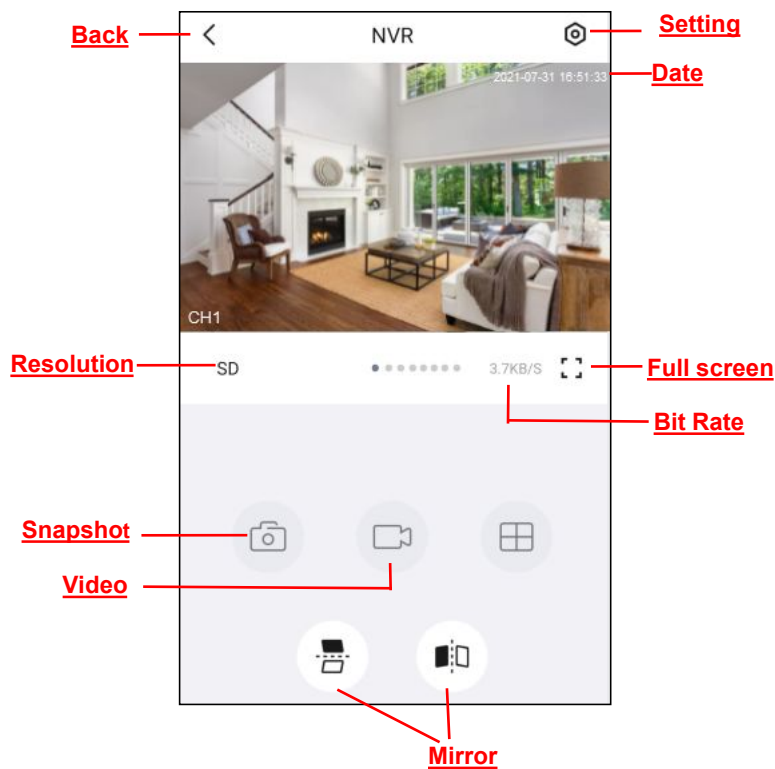 Back
NVR
Setting
2021-07-31 16:51:33
Date
CH1
Resolution
SD
3.7KB/S
Full screen
Bit Rate
Snapshot
Video
Mirror